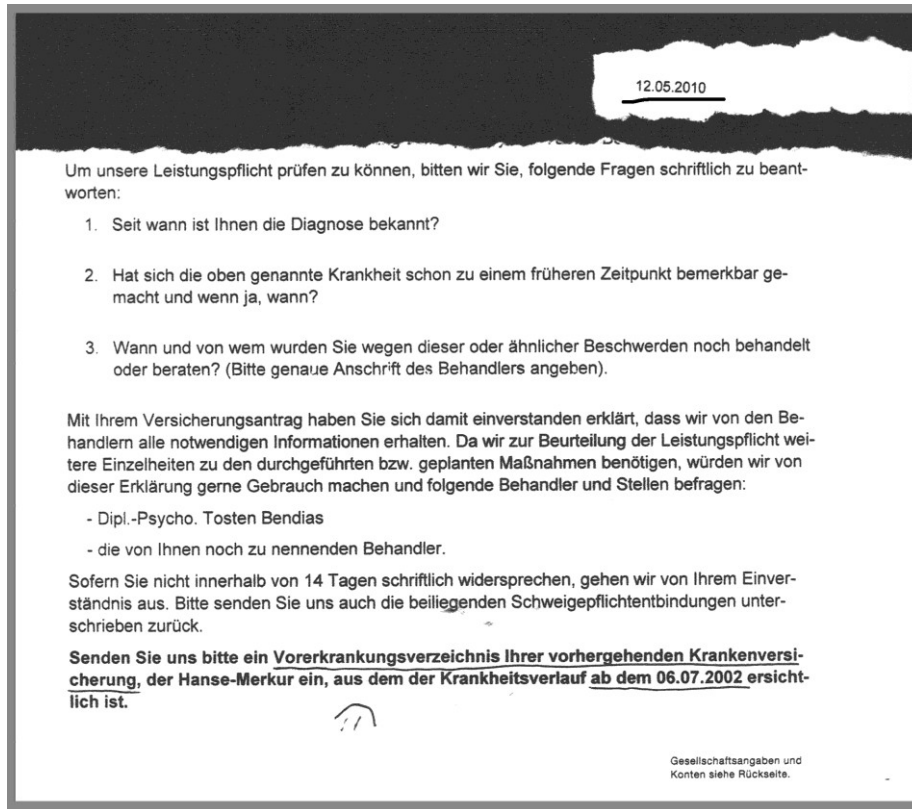 12.05.2010
Um unsere Leistungspflicht prüfen zu können, bitten wir Sie, folgende Fragen schriftlich zu beant-
worten:
1. Seit wann ist Ihnen die Diagnose bekannt?
2. Hat sich die oben genannte Krankheit schon zu einem früheren Zeitpunkt bemerkbar ge-
macht und wenn ja, wann?
3. Wann und von wem wurden Sie wegen dieser oder ähnlicher Beschwerden noch behandelt
oder beraten? (Bitte genaue Anschrift des Behandlers angeben).
Mit Ihrem Versicherungsantrag haben Sie sich damit einverstanden erklärt, dass wir von den Be-
handlern alle notwendigen Informationen erhalten. Da wir zur Beurteilung der Leistungspflicht wei-
tere Einzelheiten zu den durchgeführten bzw. geplanten Maßnahmen benötigen, würden wir von
dieser Erklärung gerne Gebrauch machen und folgende Behandler und Stellen befragen:
- Dipl.-Psycho. Tosten Bendias
- die von Ihnen noch zu nennenden Behandler.
Sofern Sie nicht innerhalb von 14 Tagen schriftlich widersprechen, gehen wir von Ihrem Einver-
ständnis aus. Bitte senden Sie uns auch die beiliegenden Schweigepflichtentbindungen unter-
schrieben zurück.
Senden Sie uns bitte ein Vorerkrankungsverzeichnis Ihrer vorhergehenden Krankenversi-
cherung, der Hanse-Merkur ein, aus dem der Krankheitsverlauf ab dem 06.07.2002 ersicht-
lich ist.
Gesellschaftsangaben und
Konten siehe Rückseite.